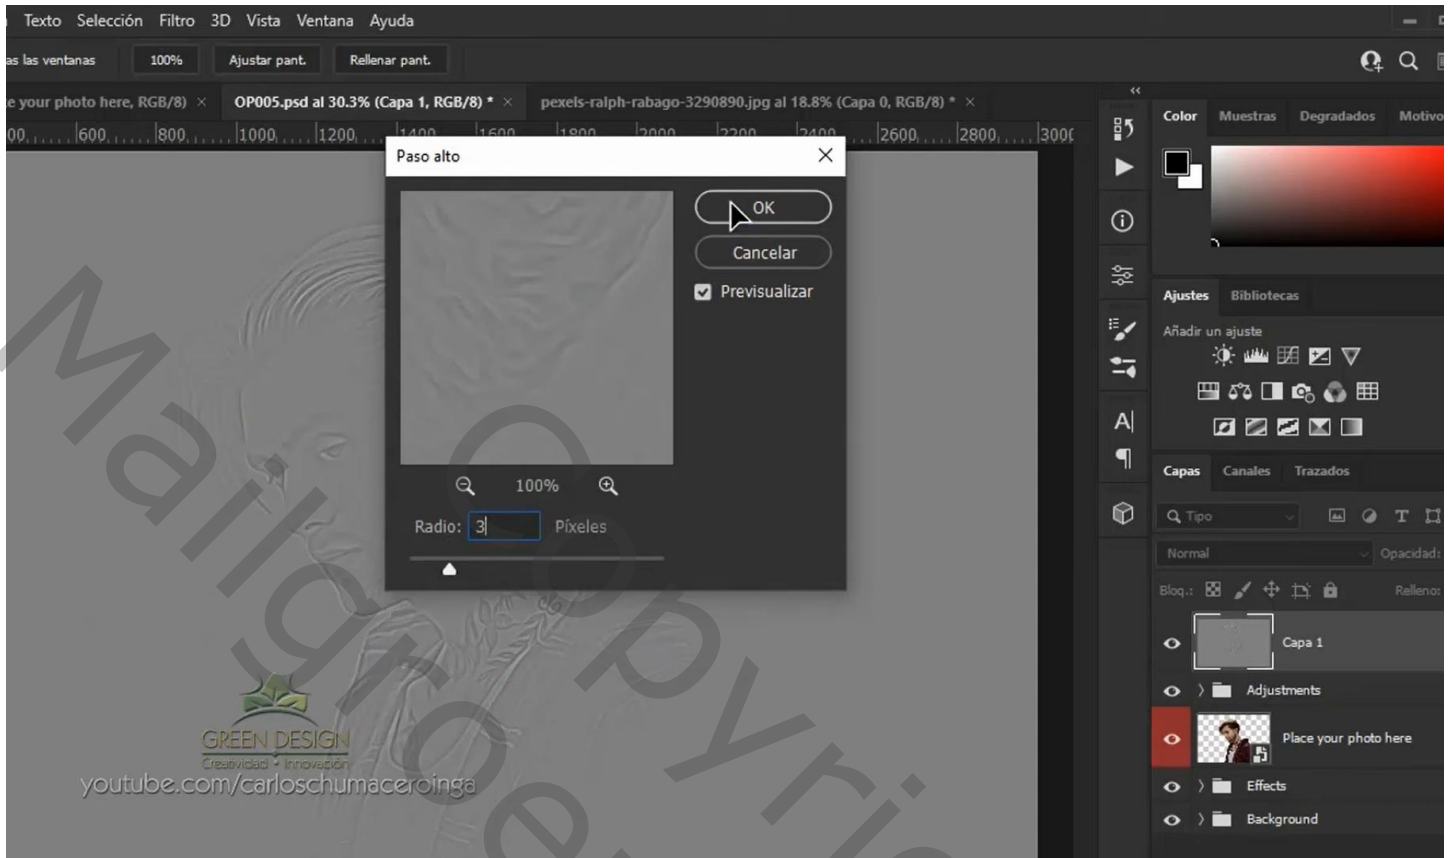 Texto Selección Filtro 3D Vista Ventana Ayuda
as las ventanas 100% Ajustar pant. Rellenar pant.
your photo here, RGB/8) × OP005.psd al 30.3% (Capa 1, RGB/8) * × pexels-ralph-rabago-3290890.jpg al 18.8% (Capa 0, RGB/8) * ×
00 600 800 1000 1200 1400 1600 1800 2000 2200 2400 2600 2800 300
Color Muestras Degradados Motivo
Paso alto
OK
Cancelar
Previsualizar
Ajustes Bibliotecas
Añadir un ajuste
100%
Radio: 3 Píxeles
Capas Canales Trazados
Tipo
Normal Opacidad:
Bloq.: Relleno:
Capa 1
Adjustments
Place your photo here
Effects
Background
GREEN DESIGN
Creatividad • Innovación
youtube.com/carloschumaceroinga